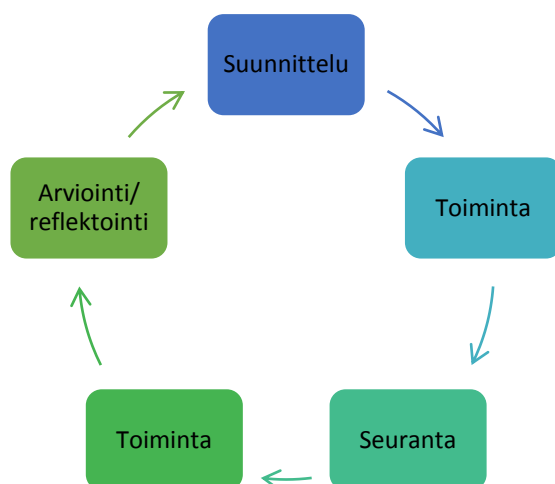 Suunnittelu
Toiminta
Seuranta
Toiminta
Arviointi/
reflektointi